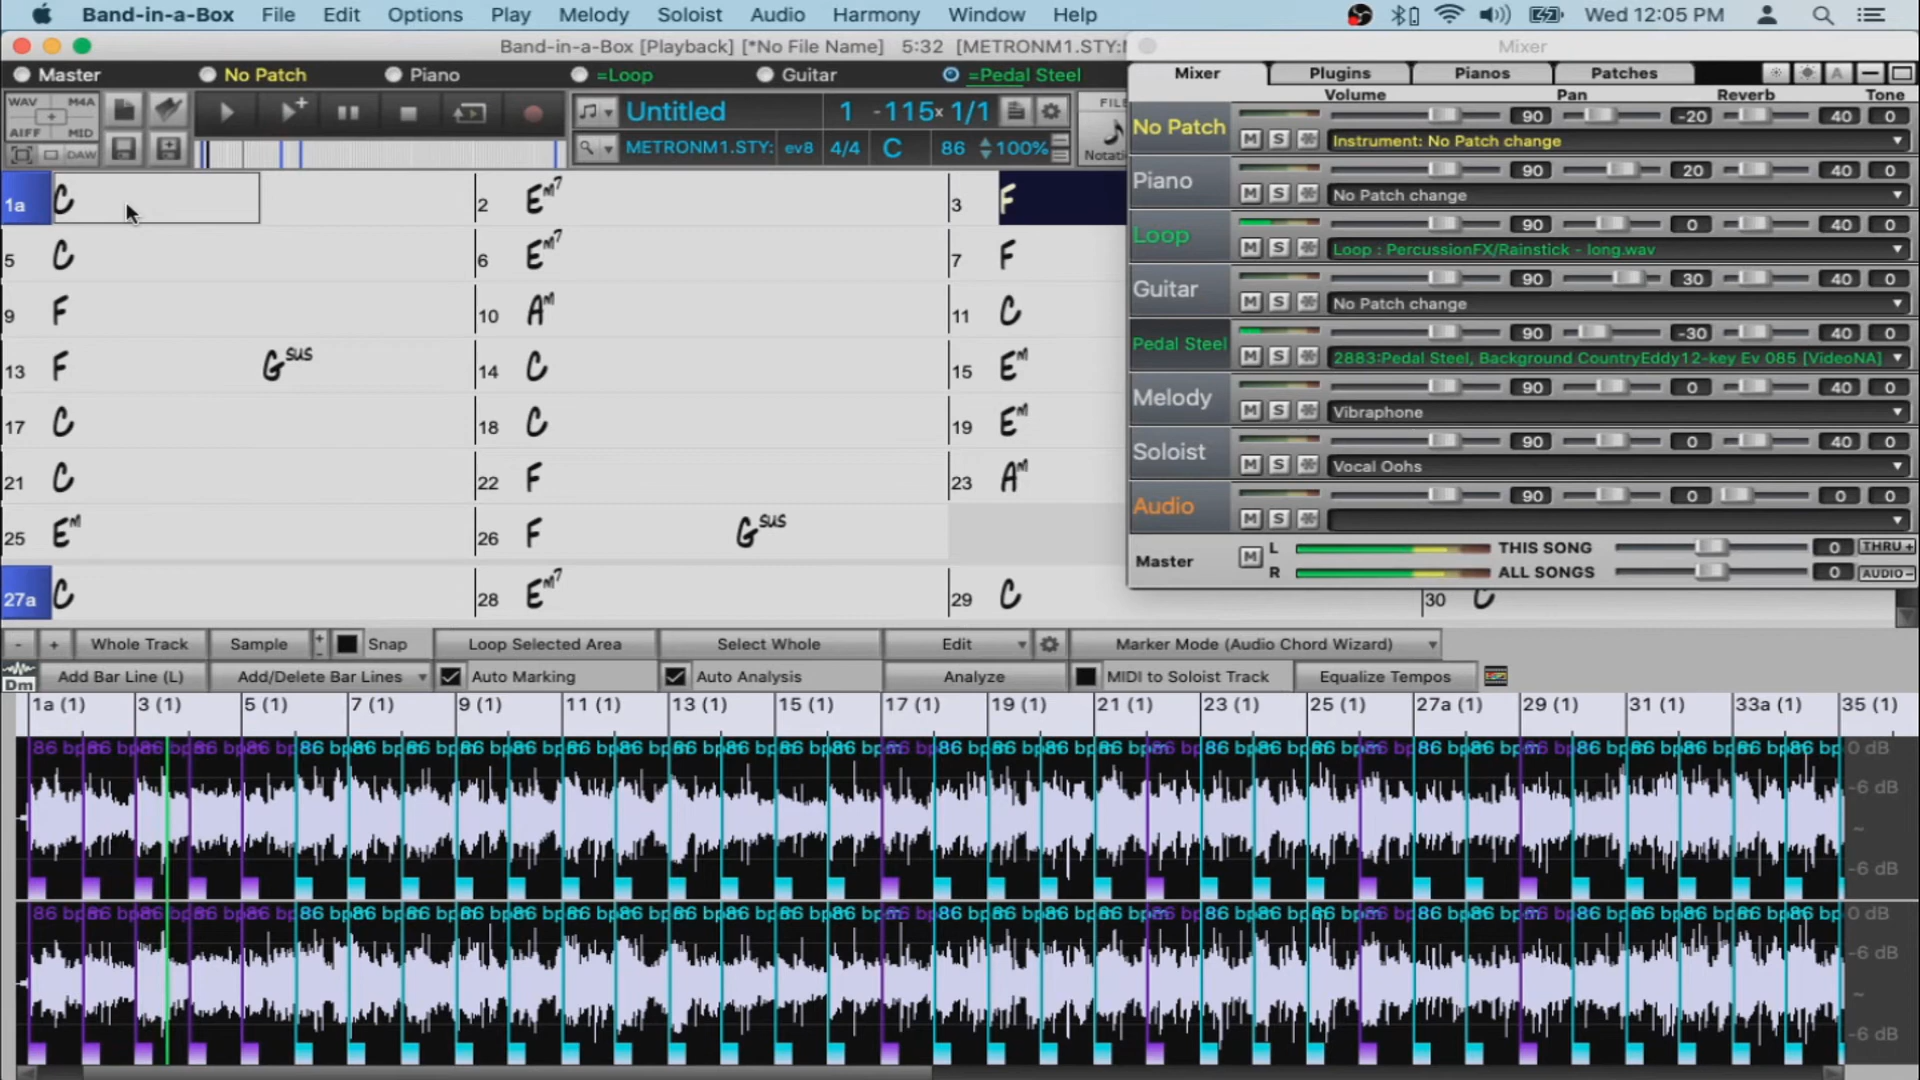 Band-in-a-Box File Edit Options Play Melody Soloist Audio Harmony Window Help Wed 12:05 PM
Band-in-a-Box [Playback] [*No File Name] 5:32 [METRONM1.STY:M
Mixer
Master No Patch Piano =Loop Guitar =Pedal Steel
Mixer Plugins Pianos Patches
Volume Pan Reverb Tone
WAV M4A
AIFF MID
DAW
Untitled 1 -115x 1/1
METRONM1.STY: ev8 4/4 C 86 100%
FILE
Notati
No Patch M S 90 -20 40 0
Instrument: No Patch change
Piano M S 90 20 40 0
No Patch change
Loop M S 90 0 40 0
Loop : PercussionFX/Rainstick - long.wav
Guitar M S 90 30 40 0
No Patch change
Pedal Steel M S 90 -30 40 0
2883:Pedal Steel, Background CountryEddy12-key Ev 085 [VideoNA]
Melody M S 90 0 40 0
Vibraphone
Soloist M S 90 0 40 0
Vocal Oohs
Audio M S 90 0 0 0
Master M L THIS SONG 0 THRU+
R ALL SONGS 0 AUDIO-
1a C 2 Em7 3 F
5 C 6 Em7 7 F
9 F 10 Am 11 C
13 F Gsus 14 C 15 Em
17 C 18 C 19 Em
21 C 22 F 23 Am
25 Em 26 F Gsus
27a C 28 Em7 29 C 30 C
- + Whole Track Sample + - Snap Loop Selected Area Select Whole Edit Marker Mode (Audio Chord Wizard)
Dm Add Bar Line (L) Add/Delete Bar Lines Auto Marking Auto Analysis Analyze MIDI to Soloist Track Equalize Tempos
1a (1) 3 (1) 5 (1) 7 (1) 9 (1) 11 (1) 13 (1) 15 (1) 17 (1) 19 (1) 21 (1) 23 (1) 25 (1) 27a (1) 29 (1) 31 (1) 33a (1) 35 (1)
0 dB
-6 dB
~
-6 dB
0 dB
-6 dB
~
-6 dB